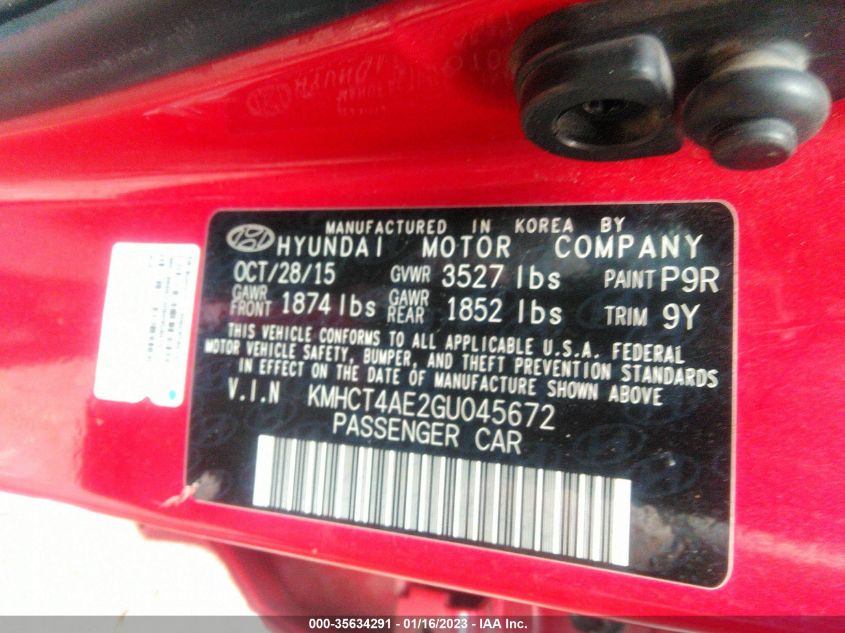 MANUFACTURED IN KOREA BY
HYUNDAI MOTOR COMPANY
OCT/28/15 GVWR 3527 lbs PAINT P9R
GAWR FRONT 1874 lbs GAWR REAR 1852 lbs TRIM 9Y
THIS VEHICLE CONFORMS TO ALL APPLICABLE U.S.A. FEDERAL
MOTOR VEHICLE SAFETY, BUMPER, AND THEFT PREVENTION STANDARDS
IN EFFECT ON THE DATE OF MANUFACTURE SHOWN ABOVE
V.I.N KMHCT4AE2GU045672
PASSENGER CAR
000-35634291 - 01/16/2023 - IAA Inc.